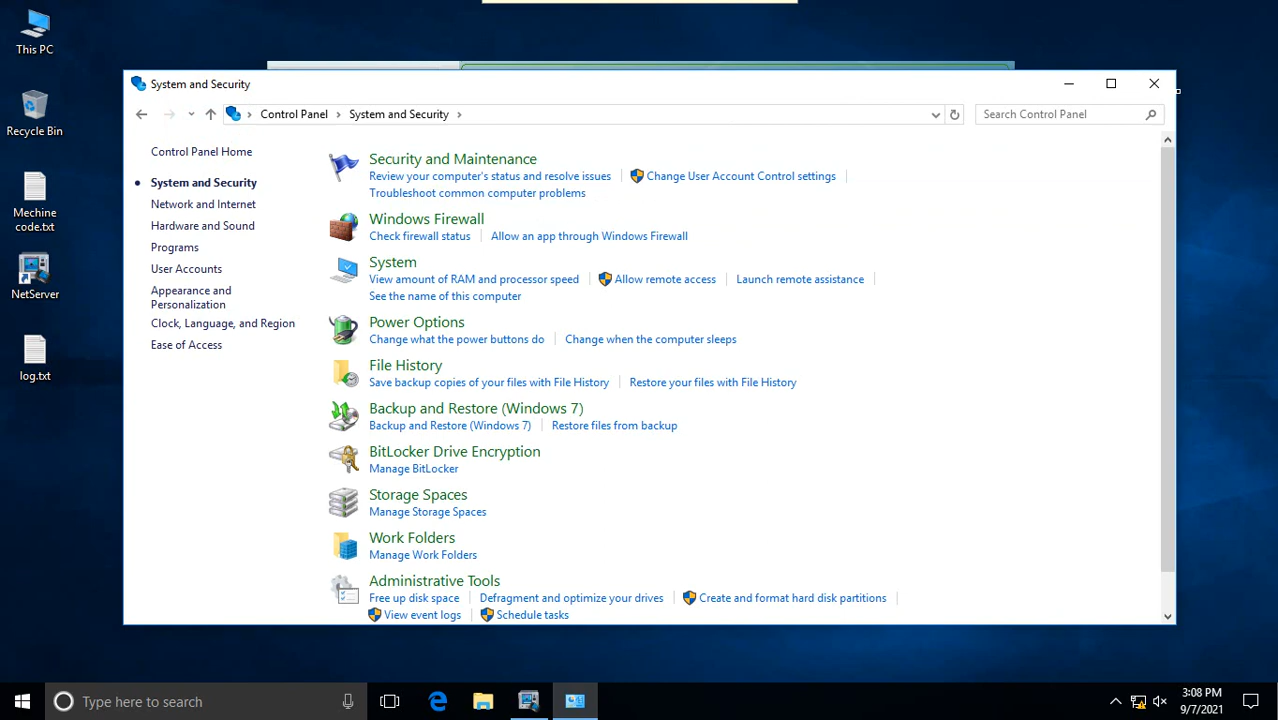 This PC
Recycle Bin
Mechine
code.txt
NetServer
log.txt
System and Security
Control Panel
System and Security
Search Control Panel
Control Panel Home
System and Security
Network and Internet
Hardware and Sound
Programs
User Accounts
Appearance and
Personalization
Clock, Language, and Region
Ease of Access
Security and Maintenance
Review your computer's status and resolve issues
Change User Account Control settings
Troubleshoot common computer problems
Windows Firewall
Check firewall status
Allow an app through Windows Firewall
System
View amount of RAM and processor speed
Allow remote access
Launch remote assistance
See the name of this computer
Power Options
Change what the power buttons do
Change when the computer sleeps
File History
Save backup copies of your files with File History
Restore your files with File History
Backup and Restore (Windows 7)
Backup and Restore (Windows 7)
Restore files from backup
BitLocker Drive Encryption
Manage BitLocker
Storage Spaces
Manage Storage Spaces
Work Folders
Manage Work Folders
Administrative Tools
Free up disk space
Defragment and optimize your drives
Create and format hard disk partitions
View event logs
Schedule tasks
Type here to search
3:08 PM
9/7/2021